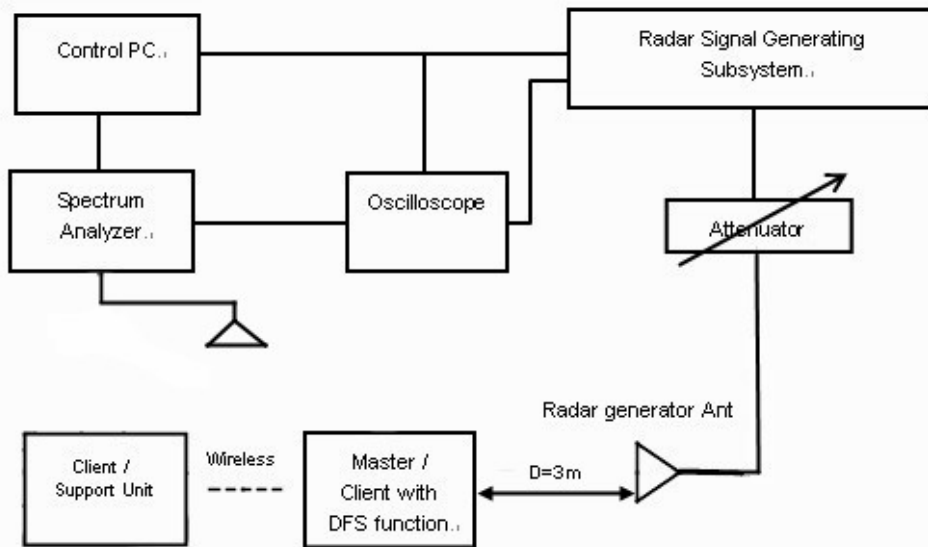 Control PC.
Radar Signal Generating
Subsystem.
Spectrum
Analyzer.
Oscilloscope
Attenuator
Radar generator Ant
Client /
Support Unit
Wireless
Master /
Client with
DFS function.
D=3m